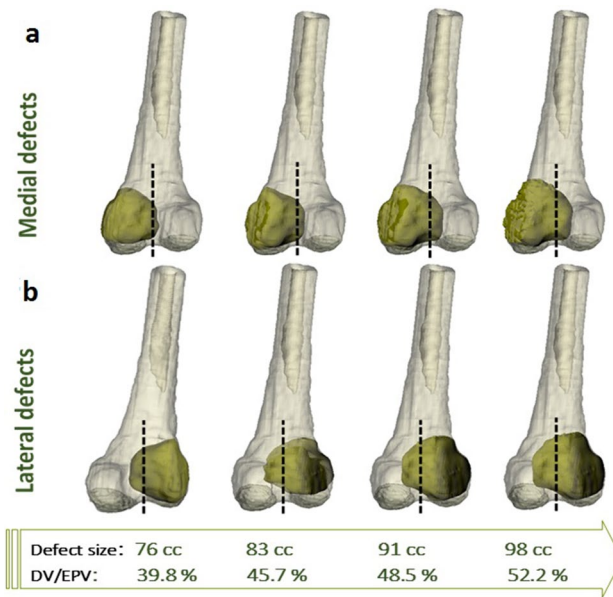 a
Medial defects
b
Lateral defects
Defect size: 76 cc 83 cc 91 cc 98 cc
DV/EPV: 39.8 % 45.7 % 48.5 % 52.2 %